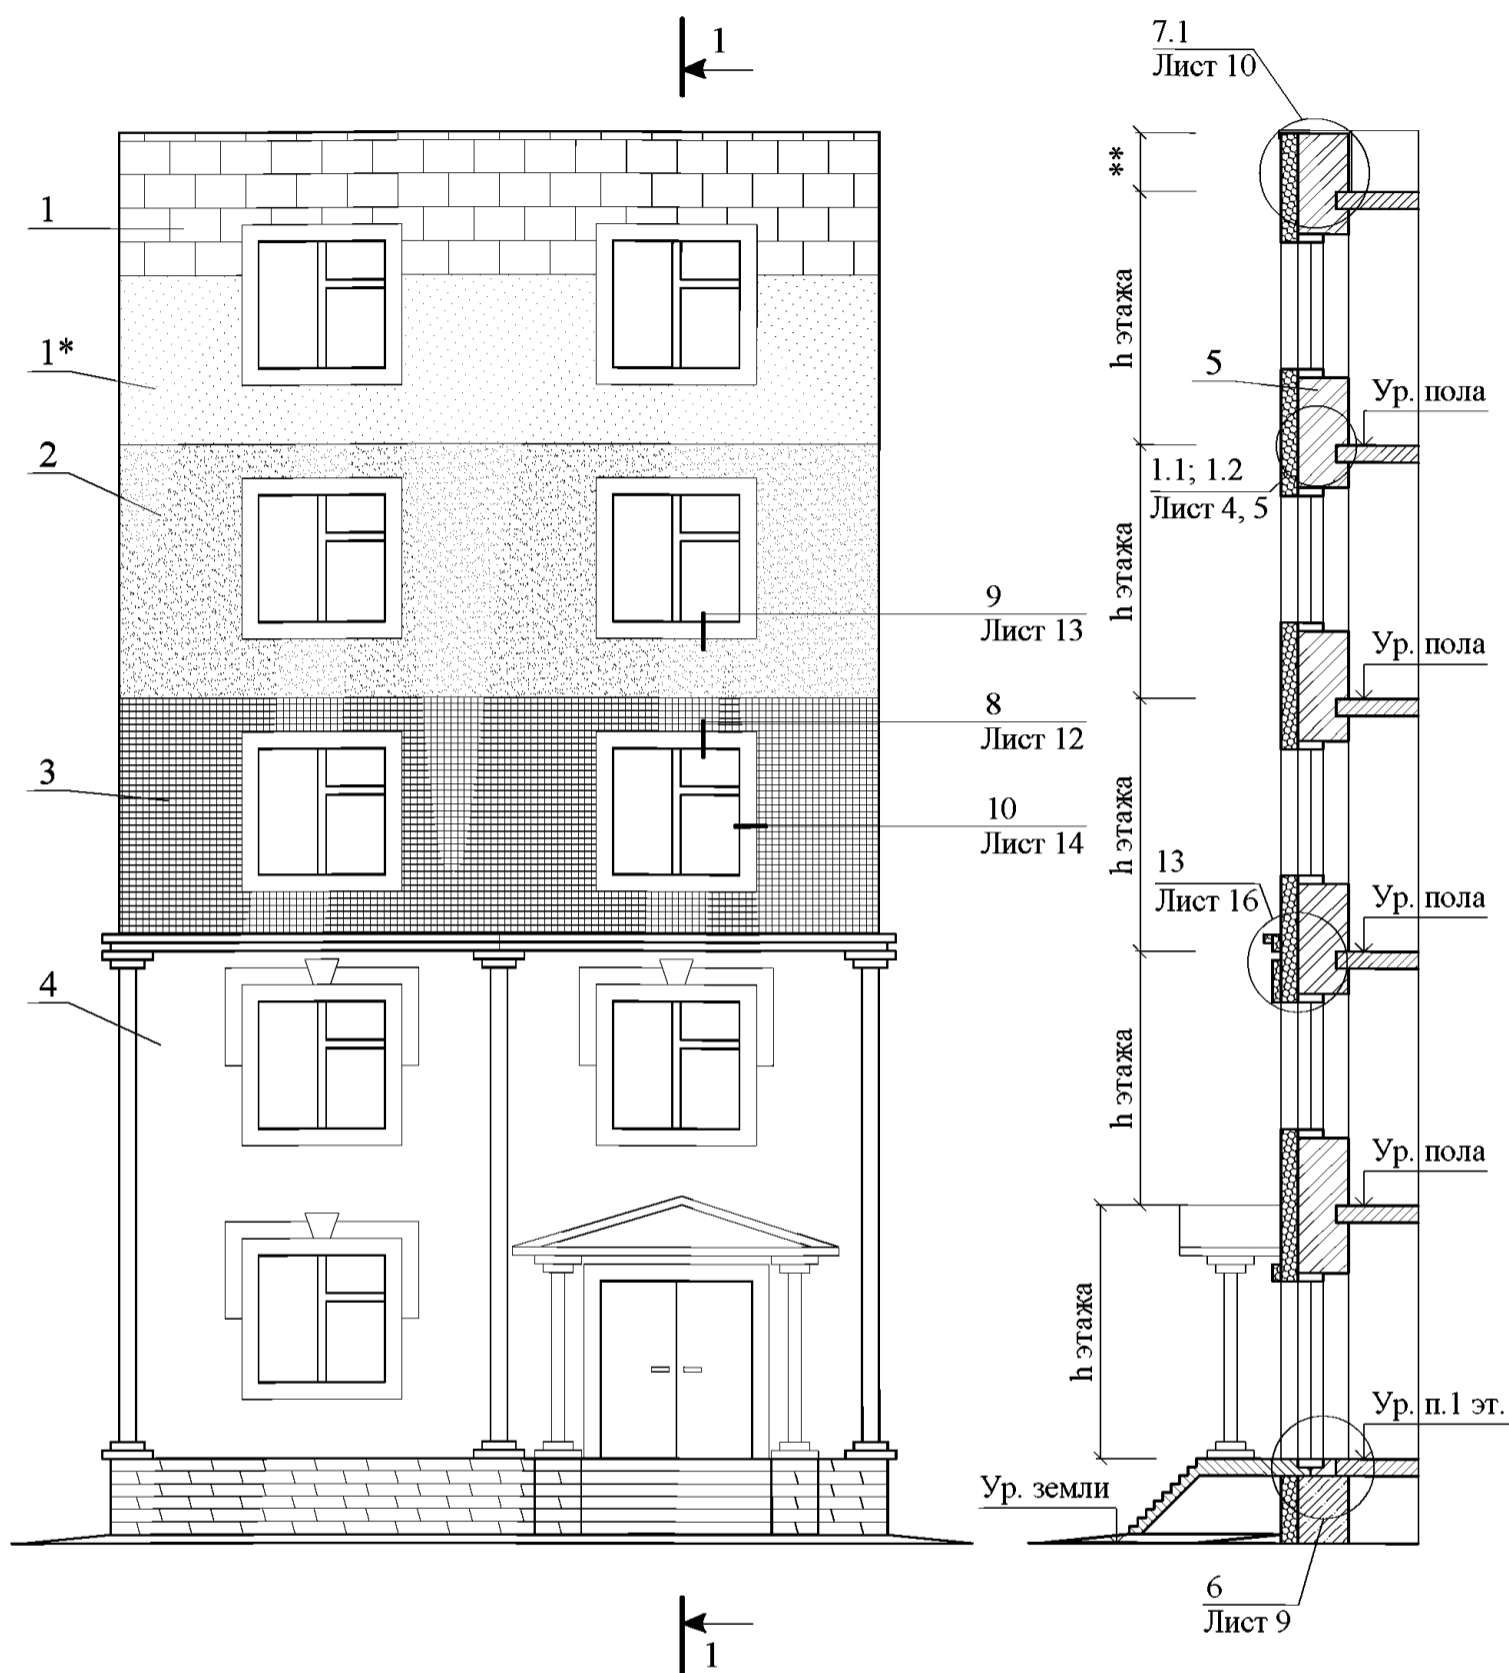 1
7.1
Лист 10
**
1
h этажа
1*
5
Ур. пола
2
1.1; 1.2
Лист 4, 5
h этажа
9
Лист 13
Ур. пола
8
Лист 12
3
h этажа
10
Лист 14
13
Лист 16
Ур. пола
4
h этажа
Ур. пола
h этажа
Ур. п.1 эт.
Ур. земли
6
Лист 9
1